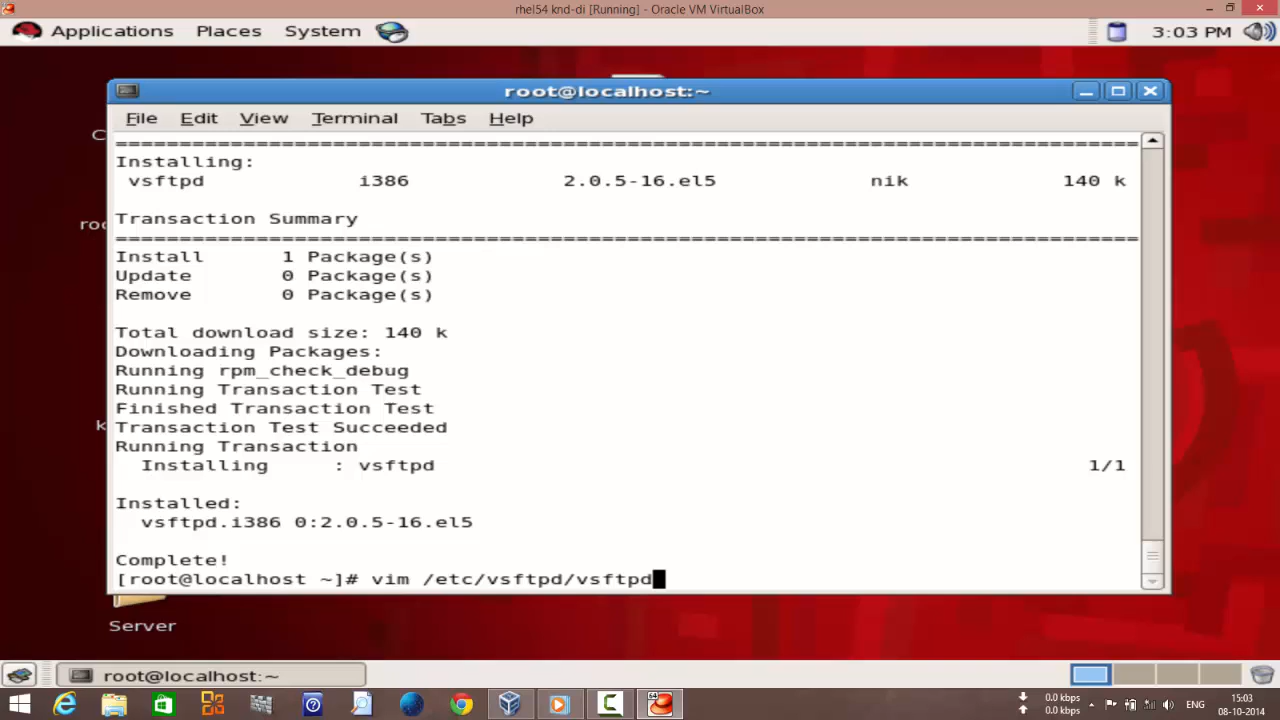 rhel54 knd-di [Running] - Oracle VM VirtualBox
Applications Places System 3:03 PM
root@localhost:~
File Edit View Terminal Tabs Help
================================================================================
Installing:
vsftpd i386 2.0.5-16.el5 nik 140 k
Transaction Summary
================================================================================
Install 1 Package(s)
Update 0 Package(s)
Remove 0 Package(s)
Total download size: 140 k
Downloading Packages:
Running rpm_check_debug
Running Transaction Test
Finished Transaction Test
Transaction Test Succeeded
Running Transaction
Installing : vsftpd 1/1
Installed:
vsftpd.i386 0:2.0.5-16.el5
Complete!
[root@localhost ~]# vim /etc/vsftpd/vsftpd
Server
root@localhost:~
0.0 kbps
0.0 kbps
ENG
15:03
08-10-2014